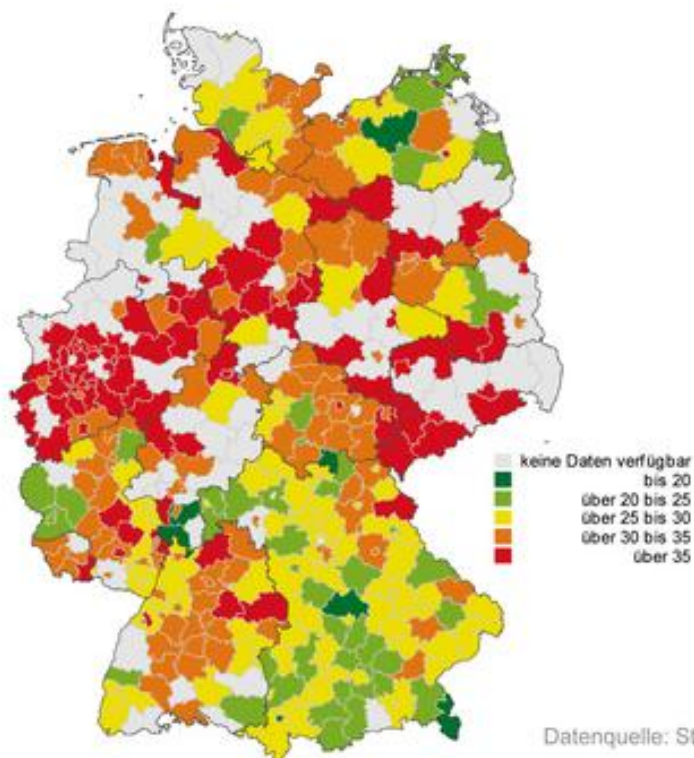 keine Daten verfügbar
bis 20
über 20 bis 25
über 25 bis 30
über 30 bis 35
über 35
Datenquelle: St